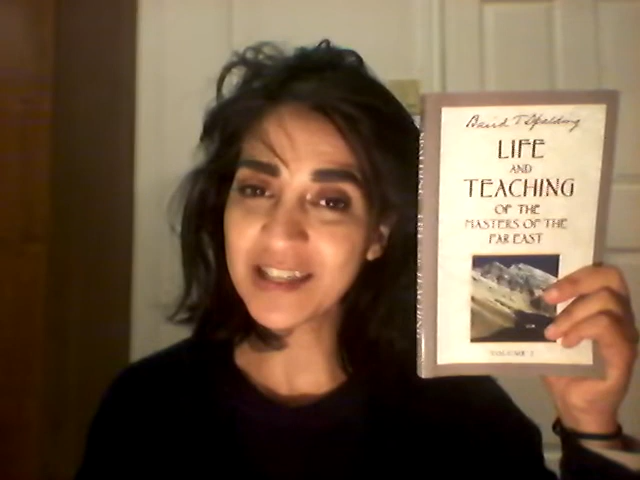 Baird T Spalding
LIFE
AND
TEACHING
OF THE
MASTERS OF THE
FAR EAST
VOLUME 1